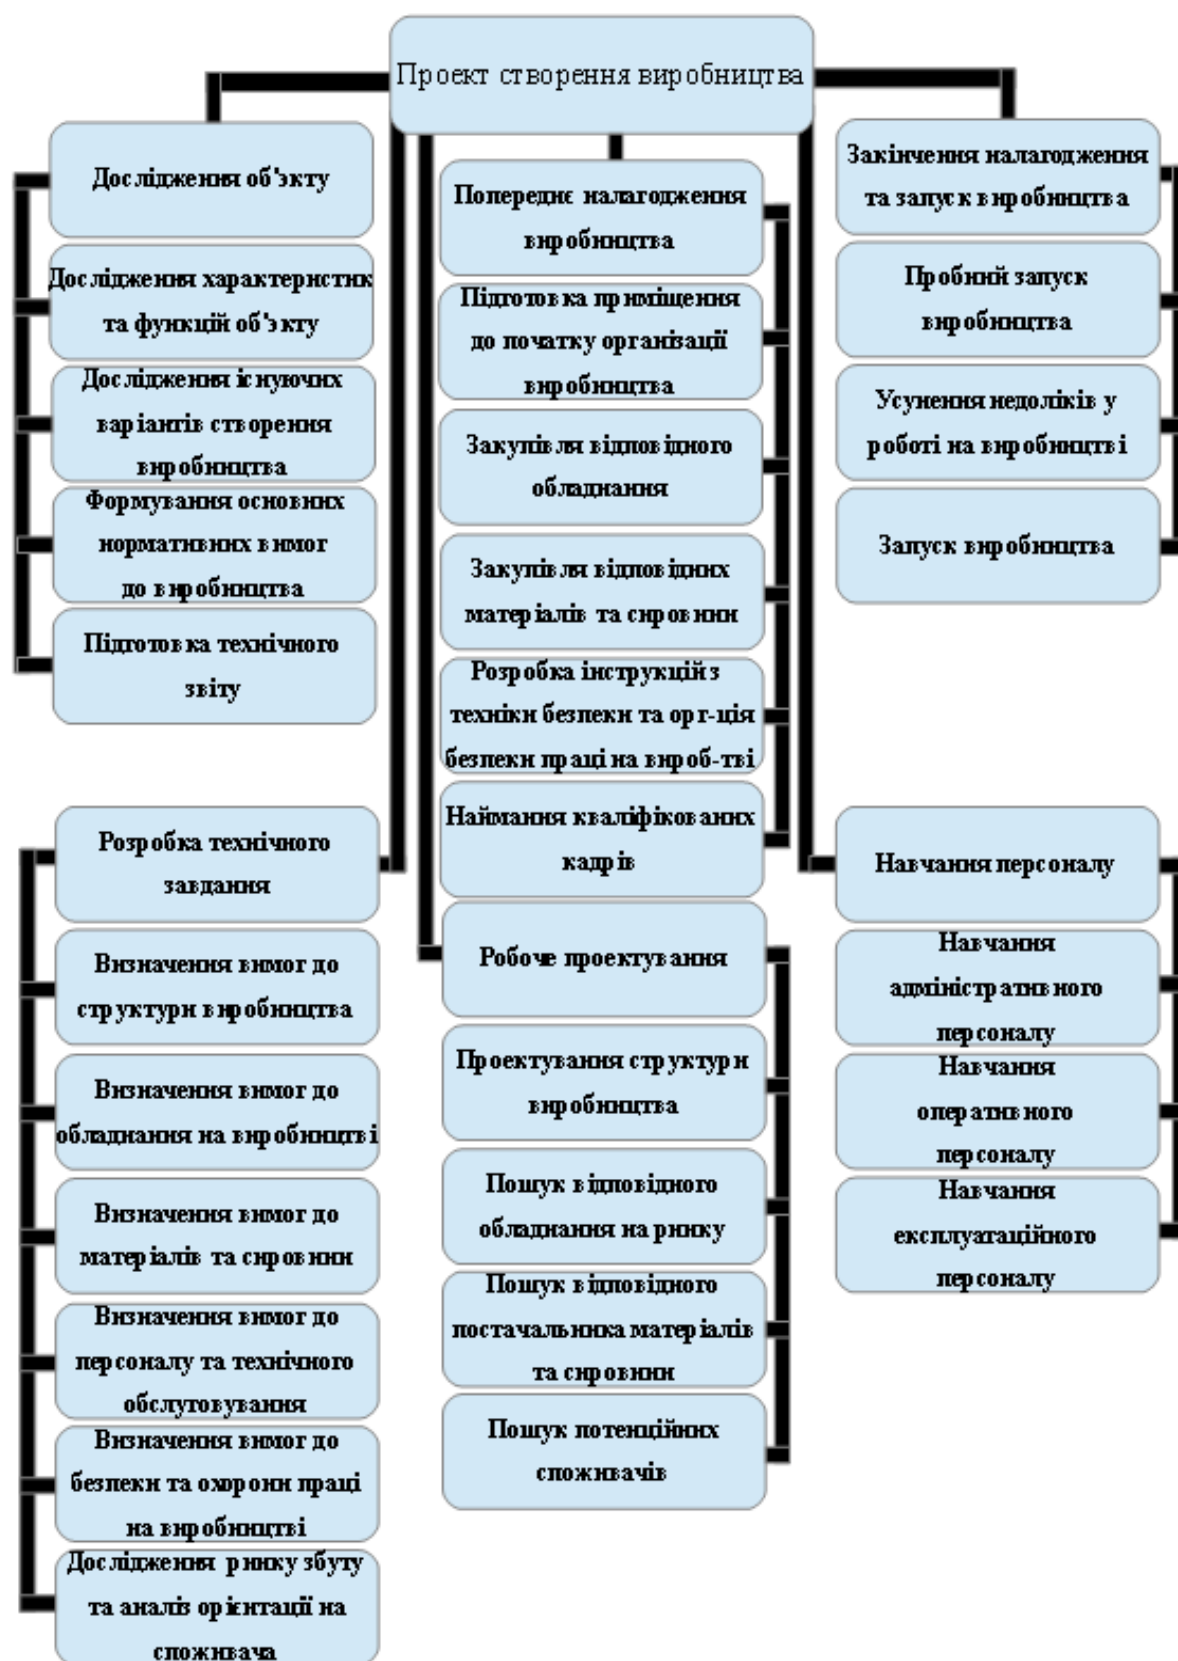 Проект створення виробництва
Дослідження об'экту
Дослідження характеристик
та функцій об'экту
Дослідження існуючих
варіантів створення
виробництва
Формування основних
нормативних вимог
до виробництва
Підготовка технічного
звіту
Розробка технічного
завдання
Визначення вимог до
структури виробництва
Визначення вимог до
обладнання на виробництві
Визначення вимог до
матеріалів та сировини
Визначення вимог до
персоналу та технічного
обслуговування
Визначення вимог до
безпеки та охорони праці
на виробництві
Дослідження ринку збуту
та аналіз орієнтації на
споживача
Попереднє налагодження
виробництва
Підготовка приміщення
до початку організації
виробництва
Закупівля відповідного
обладнання
Закупівля відповідних
матеріалів та сировини
Розробка інструкцій з
техніки безпеки та орг-ція
безпеки праці на вироб-тві
Наймання кваліфікованих
кадрів
Робоче проектування
Проектування структури
виробництва
Пошук відповідного
обладнання на ринку
Пошук відповідного
постачальника матеріалів
та сировини
Пошук потенційних
споживачів
Закінчення налагодження
та запуск виробництва
Пробний запуск
виробництва
Усунення недоліків у
роботі на виробництві
Запуск виробництва
Навчання персоналу
Навчання
адміністративного
персоналу
Навчання
оперативного
персоналу
Навчання
експлуатаційного
персоналу